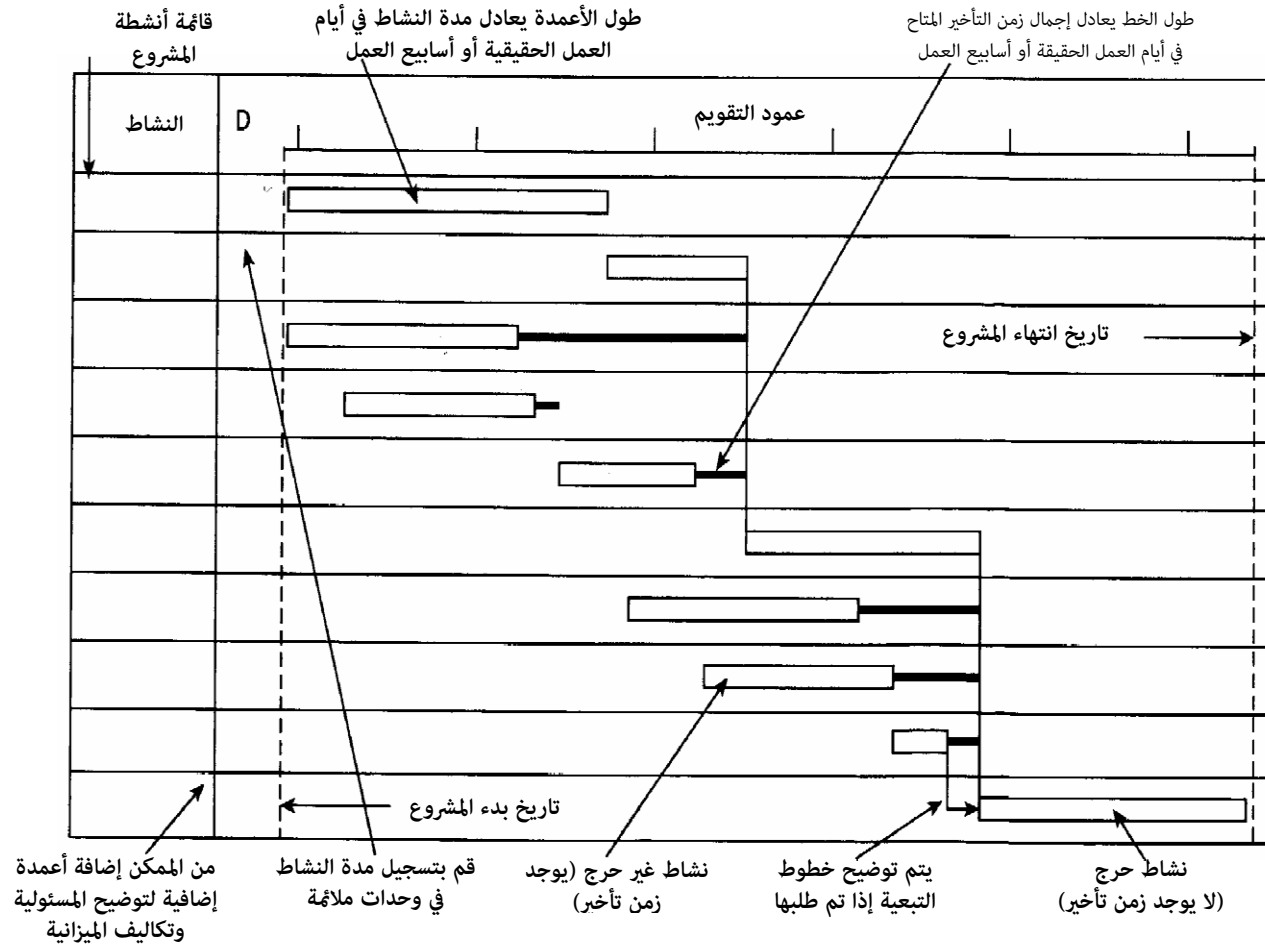 قائمة أنشطة
المشروع
طول الأعمدة يعادل مدة النشاط في أيام
العمل الحقيقية أو أسابيع العمل
طول الخط يعادل إجمال زمن التأخير المتاح
في أيام العمل الحقيقة أو أسابيع العمل
النشاط
D
عمود التقويم
تاريخ انتهاء المشروع
تاريخ بدء المشروع
من الممكن إضافة أعمدة
إضافية لتوضيح المسئولية
وتكاليف الميزانية
قم بتسجيل مدة النشاط
في وحدات ملائمة
نشاط غير حرج (يوجد
زمن تأخير)
يتم توضيح خطوط
التبعية إذا تم طلبها
نشاط حرج
(لا يوجد زمن تأخير)